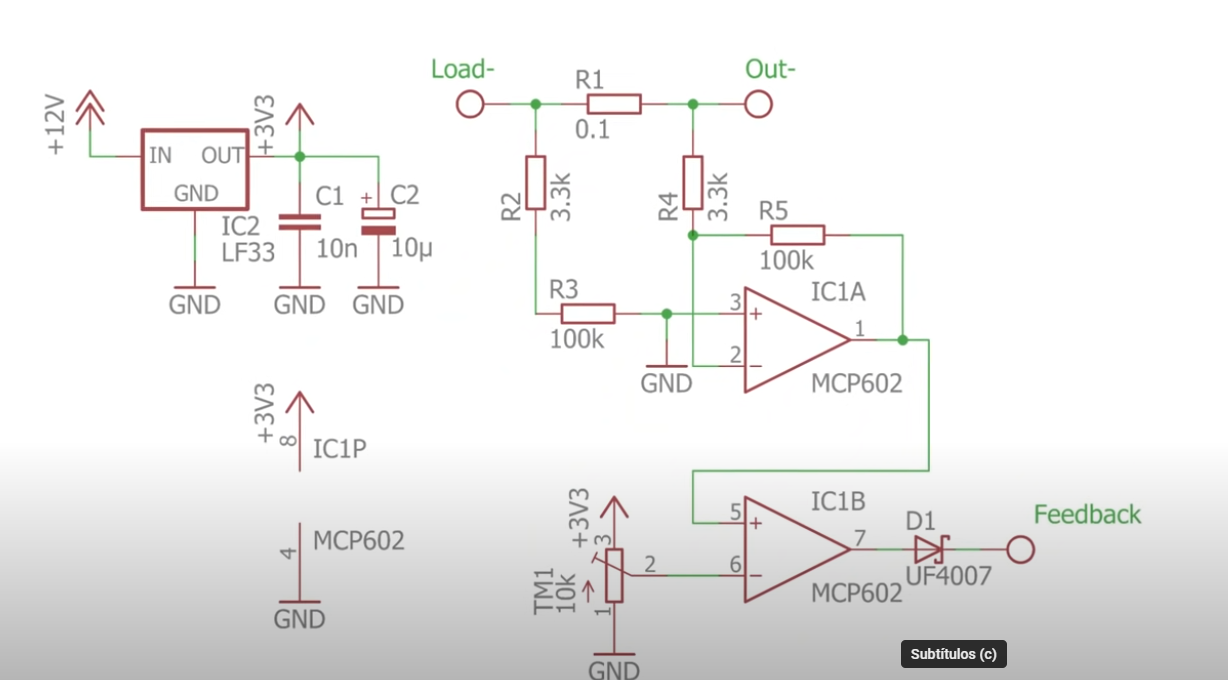 Load-
R1
Out-
0.1
+12V
+3V3
IN OUT
GND
IC2
LF33
C1
10n
+
C2
10µ
GND
GND
GND
R2
3.3k
R4
3.3k
R5
100k
R3
100k
GND
IC1A
3
+
2
−
1
MCP602
+3V3
8
IC1P
4
MCP602
GND
+3V3
3
TM1
10k
2
1
GND
IC1B
5
+
6
−
7
MCP602
D1
UF4007
Feedback
Subtítulos (c)